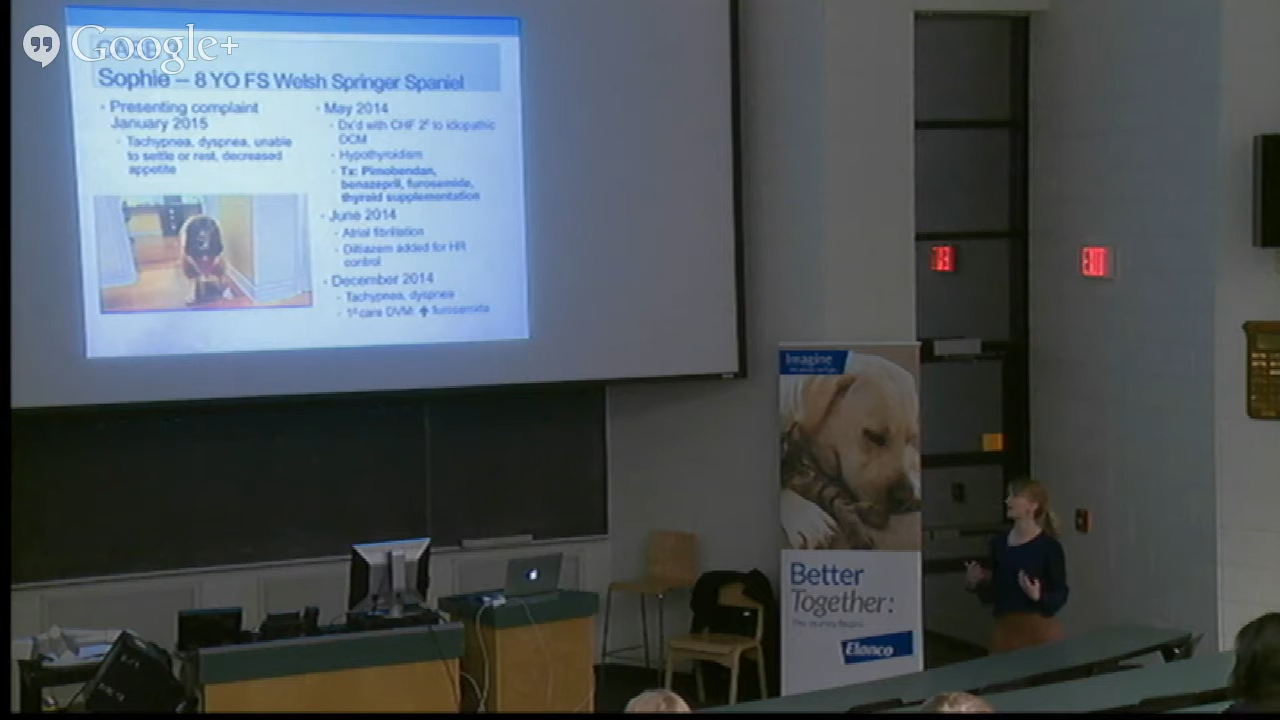 Google+
Sophie – 8 YO FS Welsh Springer Spaniel
• Presenting complaint
January 2015
• Tachypnea, dyspnea, unable
to settle or rest, decreased
appetite
• May 2014
• Dx'd with CHF 2° to idiopathic
DCM
• Hypothyroidism
• Tx: Pimobendan,
benazepril, furosemide,
thyroid supplementation
• June 2014
• Atrial fibrillation
• Diltiazem added for HR
control
• December 2014
• Tachypnea, dyspnea
• 1° care DVM: ↑ furosemide
Imagine
Better
Together:
Elanco
EXIT